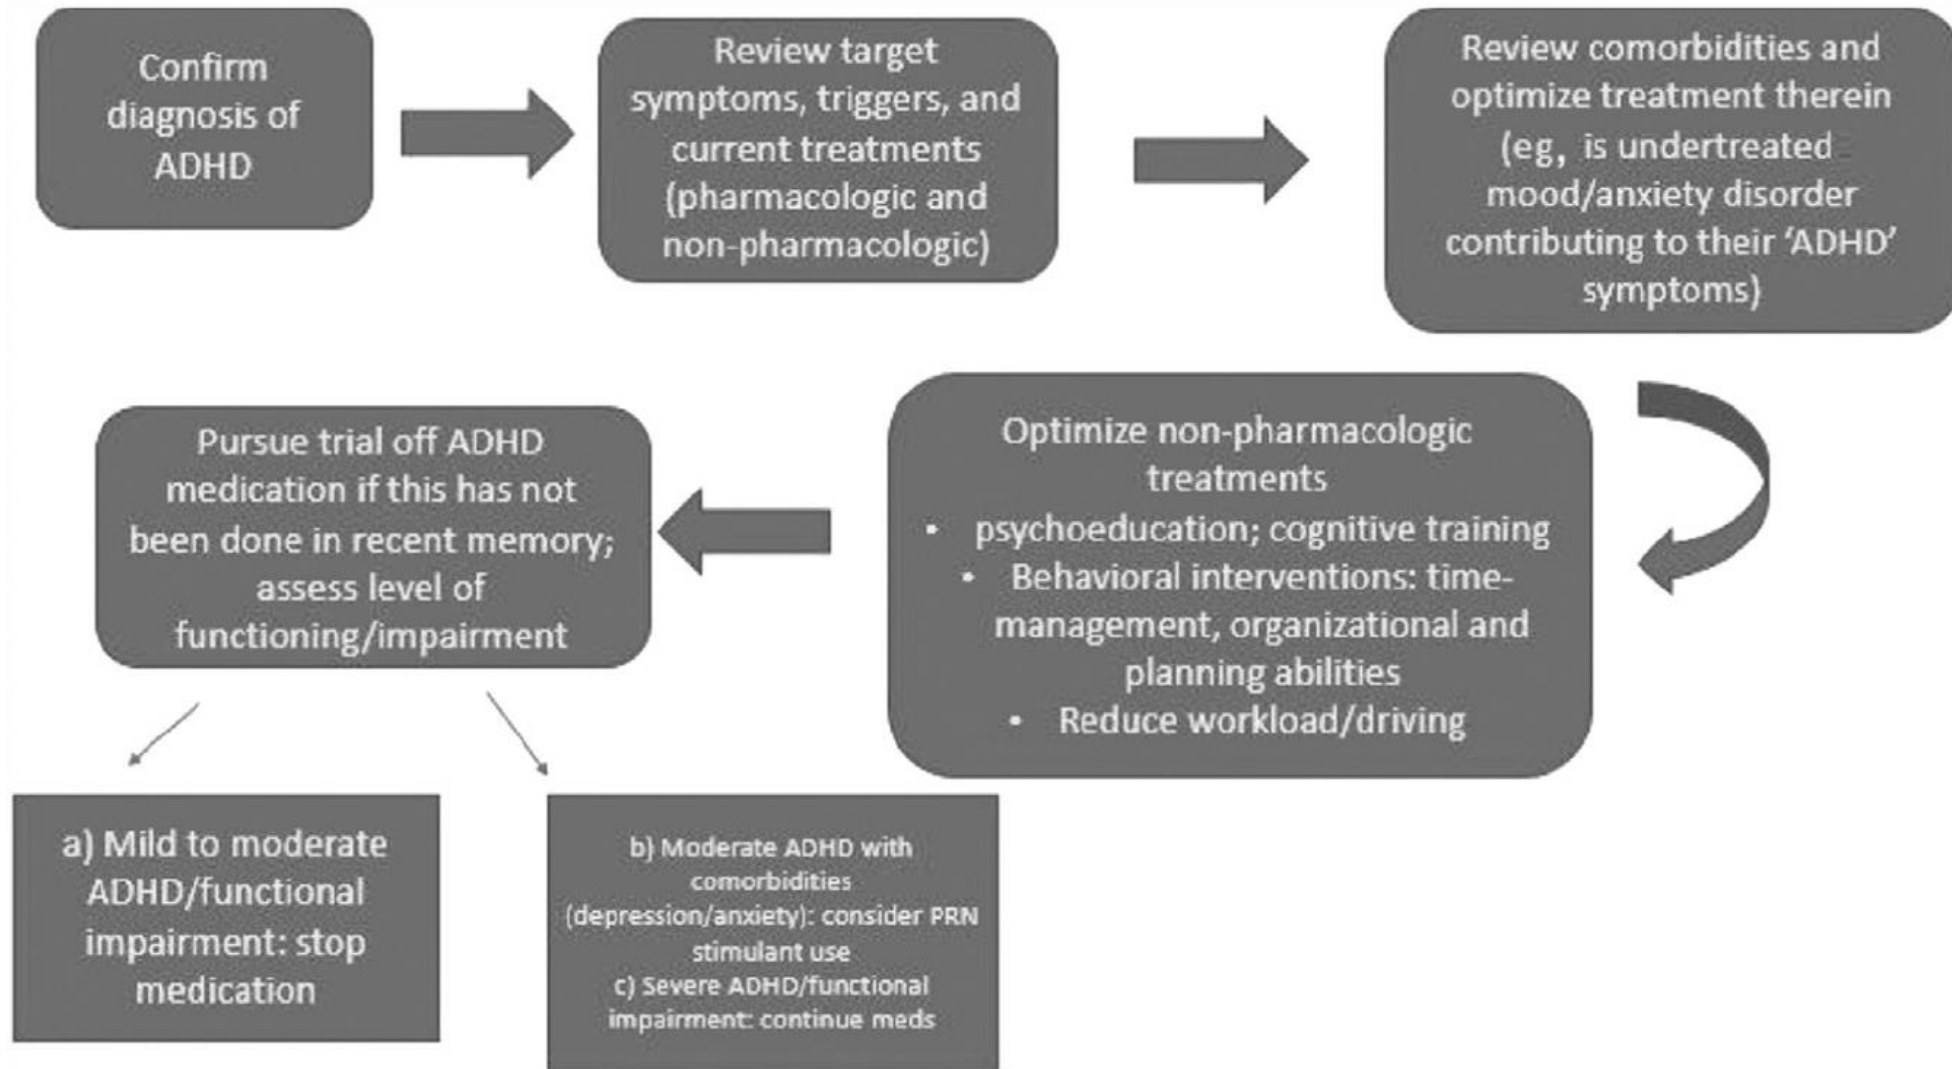 Confirm
diagnosis of
ADHD
Review target
symptoms, triggers, and
current treatments
(pharmacologic and
non-pharmacologic)
Review comorbidities and
optimize treatment therein
(eg, is undertreated
mood/anxiety disorder
contributing to their ‘ADHD’
symptoms)
Optimize non-pharmacologic
treatments
• psychoeducation; cognitive training
• Behavioral interventions: time-
management, organizational and
planning abilities
• Reduce workload/driving
Pursue trial off ADHD
medication if this has not
been done in recent memory;
assess level of
functioning/impairment
a) Mild to moderate
ADHD/functional
impairment: stop
medication
b) Moderate ADHD with
comorbidities
(depression/anxiety): consider PRN
stimulant use
c) Severe ADHD/functional
impairment: continue meds